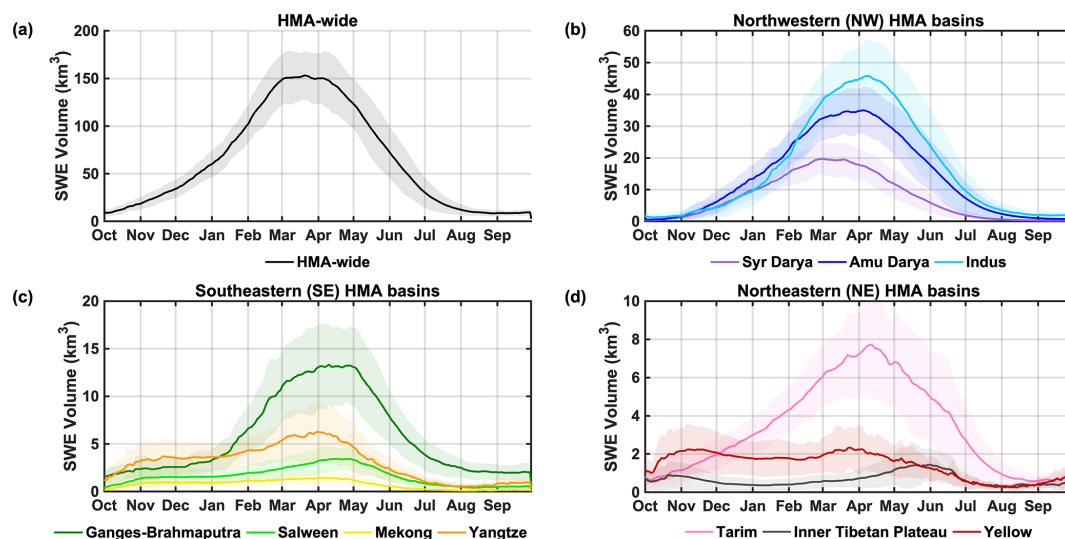 (a)
HMA-wide
SWE Volume (km³)
200
150
100
50
0
Oct Nov Dec Jan Feb Mar Apr May Jun Jul Aug Sep
HMA-wide
(b)
Northwestern (NW) HMA basins
SWE Volume (km³)
60
50
40
30
20
10
0
Oct Nov Dec Jan Feb Mar Apr May Jun Jul Aug Sep
Syr Darya Amu Darya Indus
(c)
Southeastern (SE) HMA basins
SWE Volume (km³)
20
15
10
5
0
Oct Nov Dec Jan Feb Mar Apr May Jun Jul Aug Sep
Ganges-Brahmaputra Salween Mekong Yangtze
(d)
Northeastern (NE) HMA basins
SWE Volume (km³)
10
8
6
4
2
0
Oct Nov Dec Jan Feb Mar Apr May Jun Jul Aug Sep
Tarim Inner Tibetan Plateau Yellow